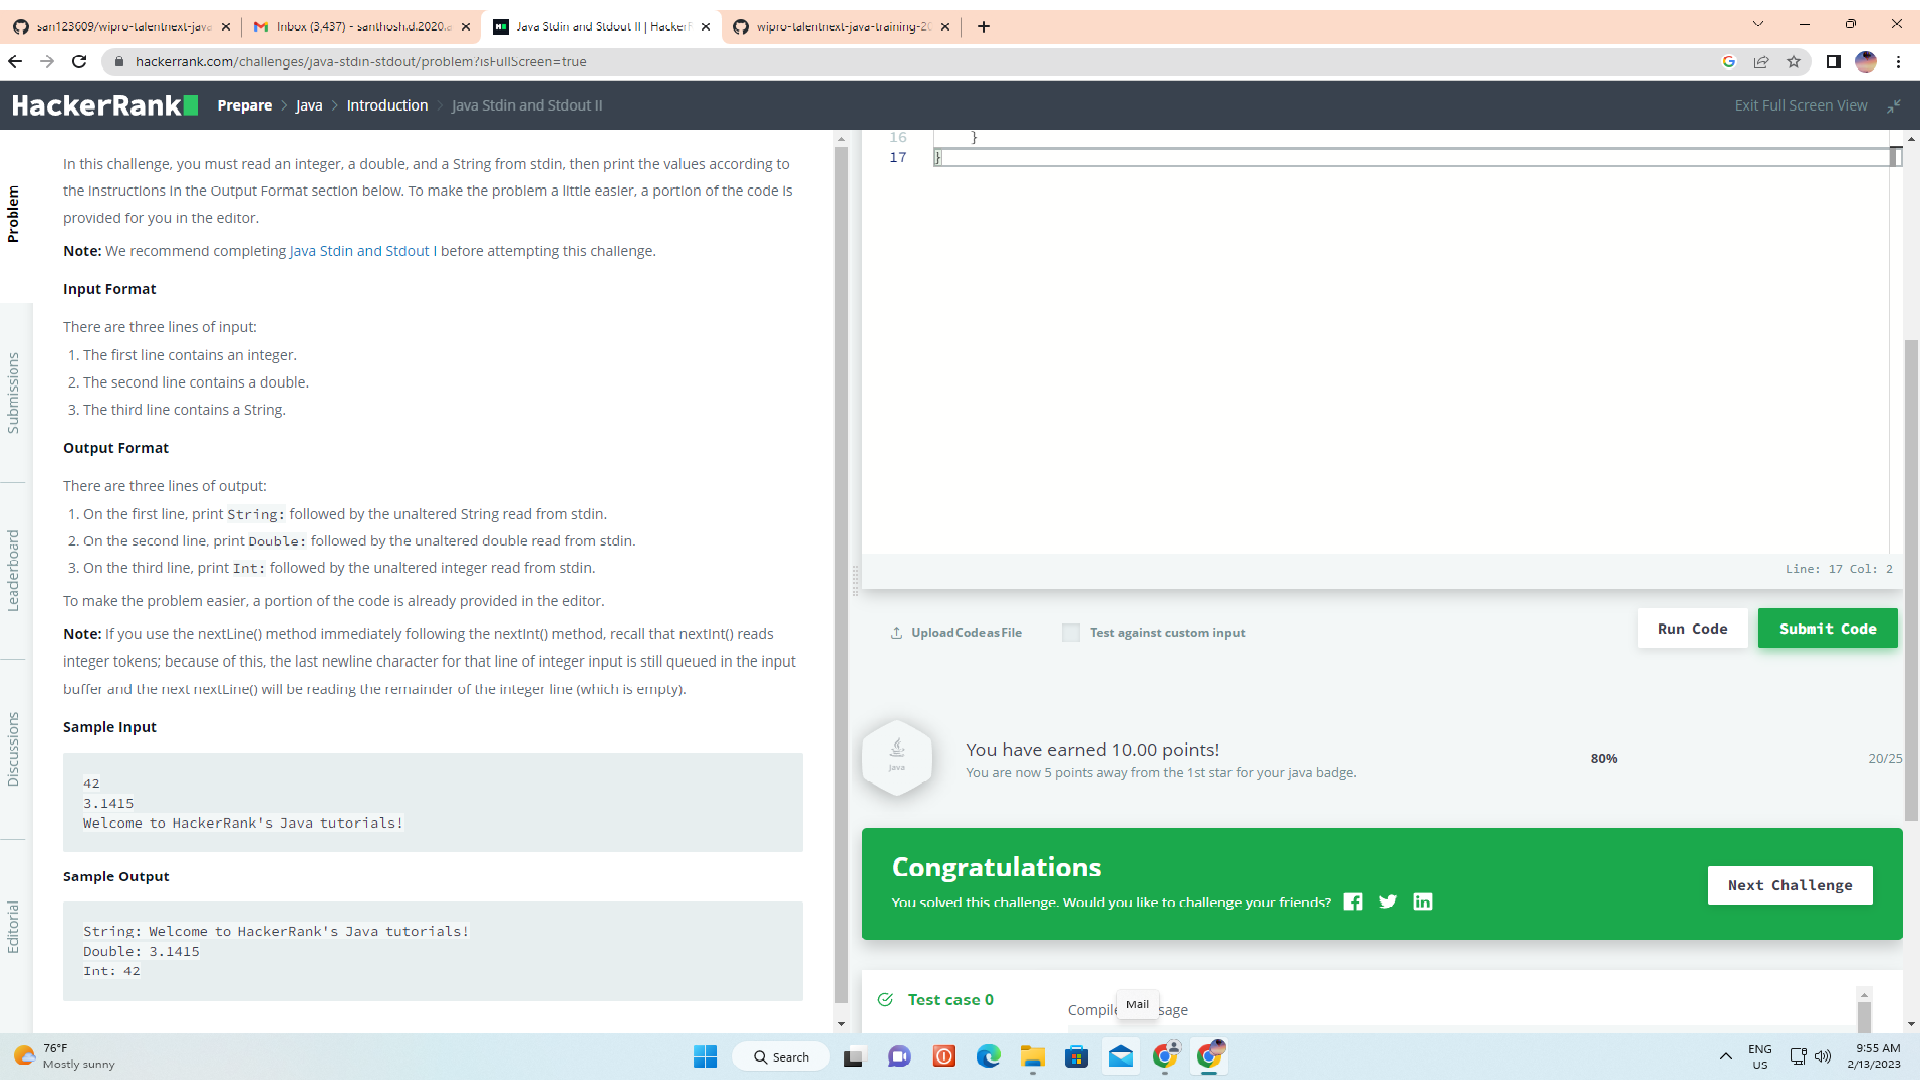 san123609/wipro-talentnext-java
Inbox (3,437) - santhosh.d.2020.a
Java Stdin and Stdout II | HackerR
wipro-talentnext-java-training-20
hackerrank.com/challenges/java-stdin-stdout/problem?isFullScreen=true
HackerRank
Prepare > Java > Introduction > Java Stdin and Stdout II
Exit Full Screen View
Problem
Submissions
Leaderboard
Discussions
Editorial
In this challenge, you must read an integer, a double, and a String from stdin, then print the values according to
the instructions in the Output Format section below. To make the problem a little easier, a portion of the code is
provided for you in the editor.
Note: We recommend completing Java Stdin and Stdout I before attempting this challenge.
Input Format
There are three lines of input:
1. The first line contains an integer.
2. The second line contains a double.
3. The third line contains a String.
Output Format
There are three lines of output:
1. On the first line, print String: followed by the unaltered String read from stdin.
2. On the second line, print Double: followed by the unaltered double read from stdin.
3. On the third line, print Int: followed by the unaltered integer read from stdin.
To make the problem easier, a portion of the code is already provided in the editor.
Note: If you use the nextLine() method immediately following the nextInt() method, recall that nextInt() reads
integer tokens; because of this, the last newline character for that line of integer input is still queued in the input
buffer and the next nextLine() will be reading the remainder of the integer line (which is empty).
Sample Input
42
3.1415
Welcome to HackerRank's Java tutorials!
Sample Output
String: Welcome to HackerRank's Java tutorials!
Double: 3.1415
Int: 42
16 }
17 }
Line: 17 Col: 2
Upload Code as File
Test against custom input
Run Code
Submit Code
Java
You have earned 10.00 points!
You are now 5 points away from the 1st star for your java badge.
80%
20/25
Congratulations
You solved this challenge. Would you like to challenge your friends?
Next Challenge
Test case 0
Compile
Mail
sage
76°F
Mostly sunny
Search
ENG
US
9:55 AM
2/13/2023